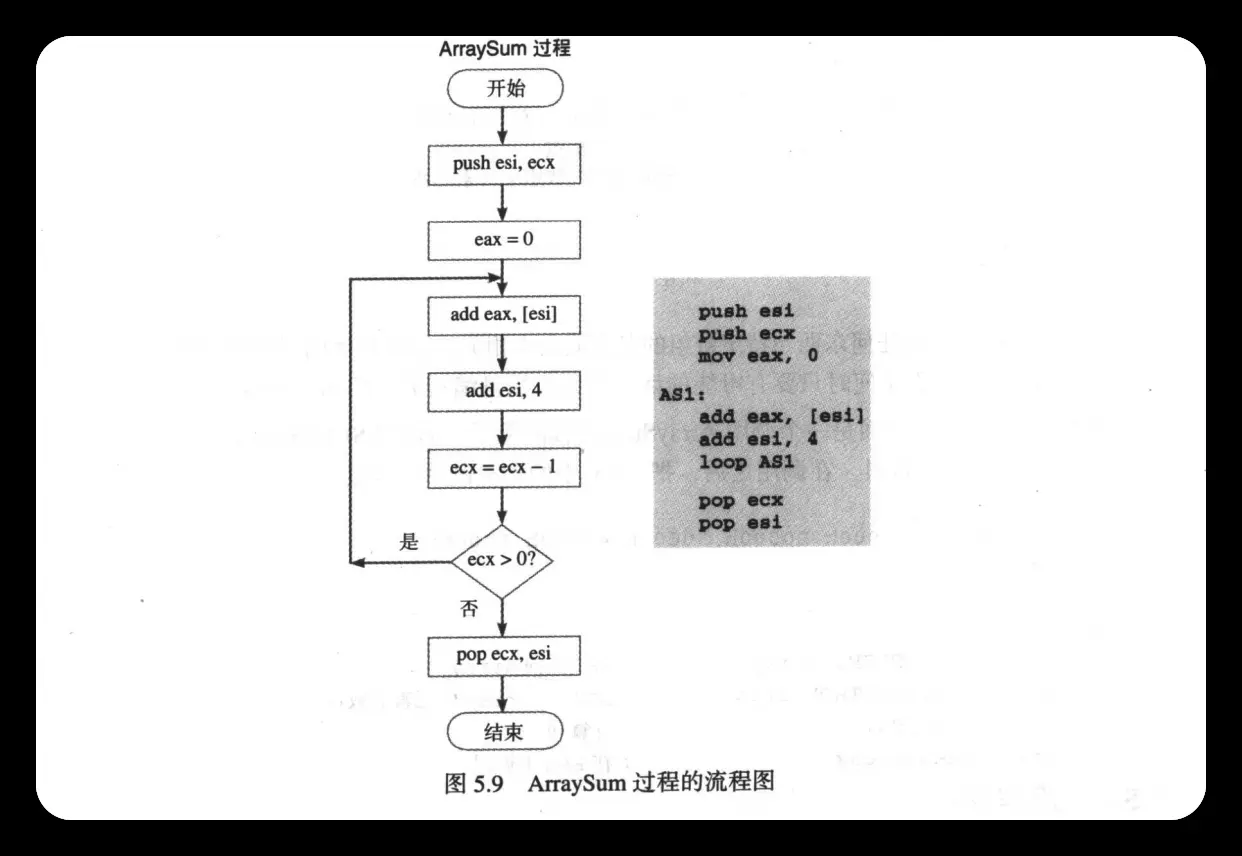 ArraySum 过程
开始
push esi, ecx
eax = 0
add eax, [esi]
add esi, 4
ecx = ecx − 1
是
ecx > 0?
否
pop ecx, esi
结束
push esi
push ecx
mov eax, 0
AS1:
add eax, [esi]
add esi, 4
loop AS1
pop ecx
pop esi
图 5.9 ArraySum 过程的流程图